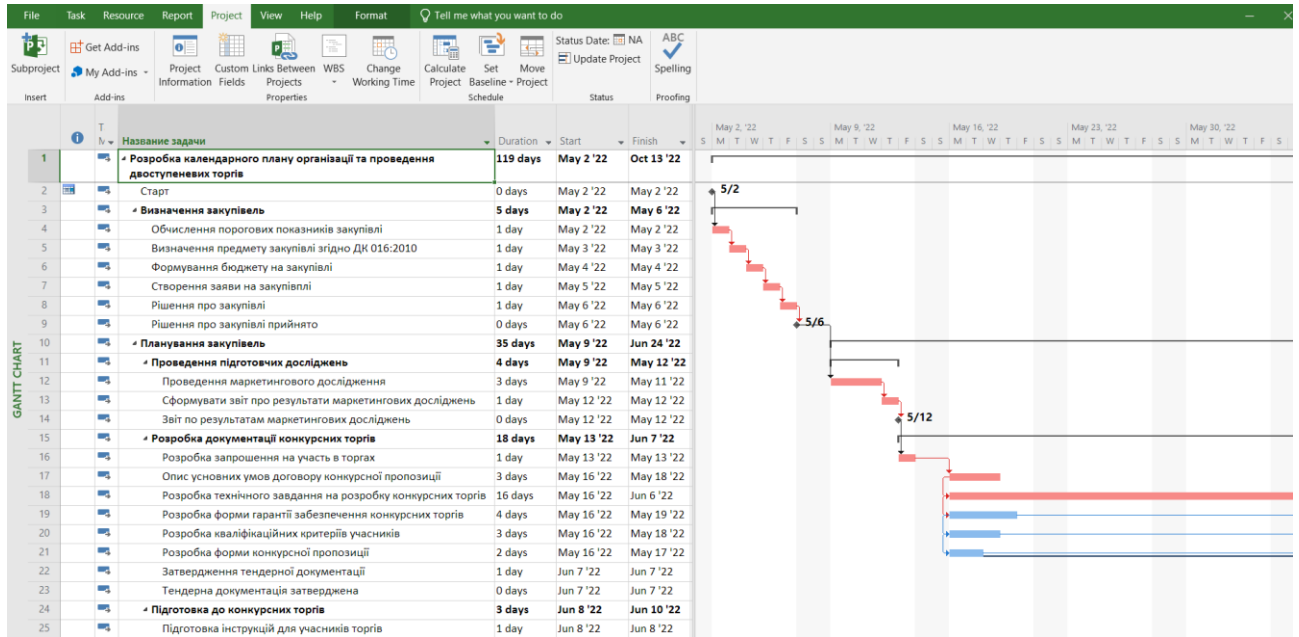 File Task Resource Report Project View Help Format Tell me what you want to do
Subproject
Get Add-ins
My Add-ins
Project Information
Custom Fields
Links Between Projects
WBS
Change Working Time
Calculate Project
Set Baseline
Move Project
Status Date: NA
Update Project
ABC
Spelling
Insert Add-ins Properties Schedule Status Proofing
GANTT CHART
Название задачи Duration Start Finish
May 2, '22 May 9, '22 May 16, '22 May 23, '22 May 30, '22
S M T W T F S S M T W T F S S M T W T F S S M T W T F S S M T W T F S
1 Розробка календарного плану організації та проведення 119 days May 2 '22 Oct 13 '22
двоступеневих торгів
2 Старт 0 days May 2 '22 May 2 '22 5/2
3 Визначення закупівель 5 days May 2 '22 May 6 '22
4 Обчислення порогових показників закупівлі 1 day May 2 '22 May 2 '22
5 Визначення предмету закупівлі згідно ДК 016:2010 1 day May 3 '22 May 3 '22
6 Формування бюджету на закупівлі 1 day May 4 '22 May 4 '22
7 Створення заяви на закупівплі 1 day May 5 '22 May 5 '22
8 Рішення про закупівлі 1 day May 6 '22 May 6 '22
9 Рішення про закупівлі прийнято 0 days May 6 '22 May 6 '22 5/6
10 Планування закупівель 35 days May 9 '22 Jun 24 '22
11 Проведення підготовчих досліджень 4 days May 9 '22 May 12 '22
12 Проведення маркетингового дослідження 3 days May 9 '22 May 11 '22
13 Сформувати звіт про результати маркетингових досліджень 1 day May 12 '22 May 12 '22
14 Звіт по результатам маркетингових досліджень 0 days May 12 '22 May 12 '22 5/12
15 Розробка документації конкурсних торгів 18 days May 13 '22 Jun 7 '22
16 Розробка запрошення на участь в торгах 1 day May 13 '22 May 13 '22
17 Опис усновних умов договору конкурсної пропозиції 3 days May 16 '22 May 18 '22
18 Розробка технічного завдання на розробку конкурсних торгів 16 days May 16 '22 Jun 6 '22
19 Розробка форми гарантії забезпечення конкурсних торгів 4 days May 16 '22 May 19 '22
20 Розробка кваліфікаційних критеріїв учасників 3 days May 16 '22 May 18 '22
21 Розробка форми конкурсної пропозиції 2 days May 16 '22 May 17 '22
22 Затвердження тендерної документації 1 day Jun 7 '22 Jun 7 '22
23 Тендерна документація затверджена 0 days Jun 7 '22 Jun 7 '22
24 Підготовка до конкурсних торгів 3 days Jun 8 '22 Jun 10 '22
25 Підготовка інструкцій для учасників торгів 1 day Jun 8 '22 Jun 8 '22